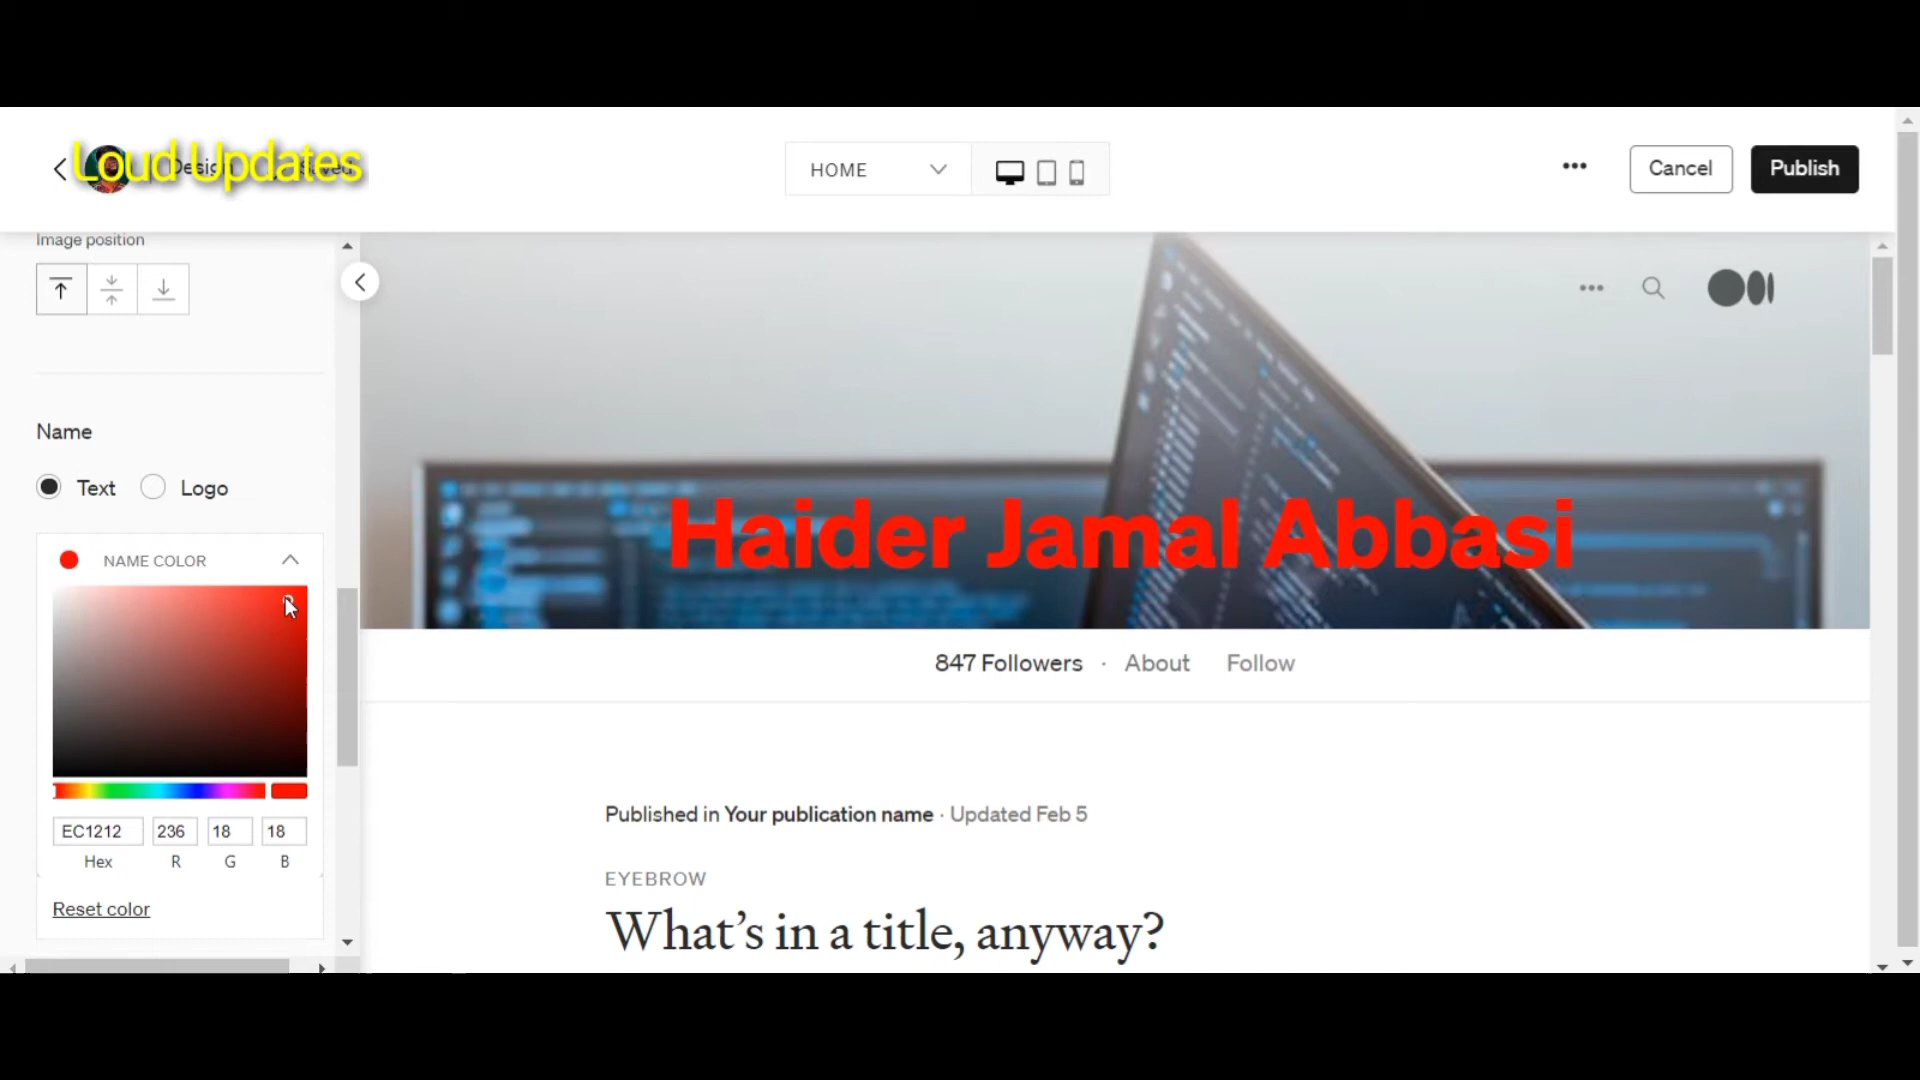 Loud Updates
Design
Saved
HOME
Cancel
Publish
Image position
Name
Text
Logo
NAME COLOR
EC1212
236
18
18
Hex
R
G
B
Reset color
Haider Jamal Abbasi
847 Followers · About Follow
Published in Your publication name · Updated Feb 5
EYEBROW
What's in a title, anyway?